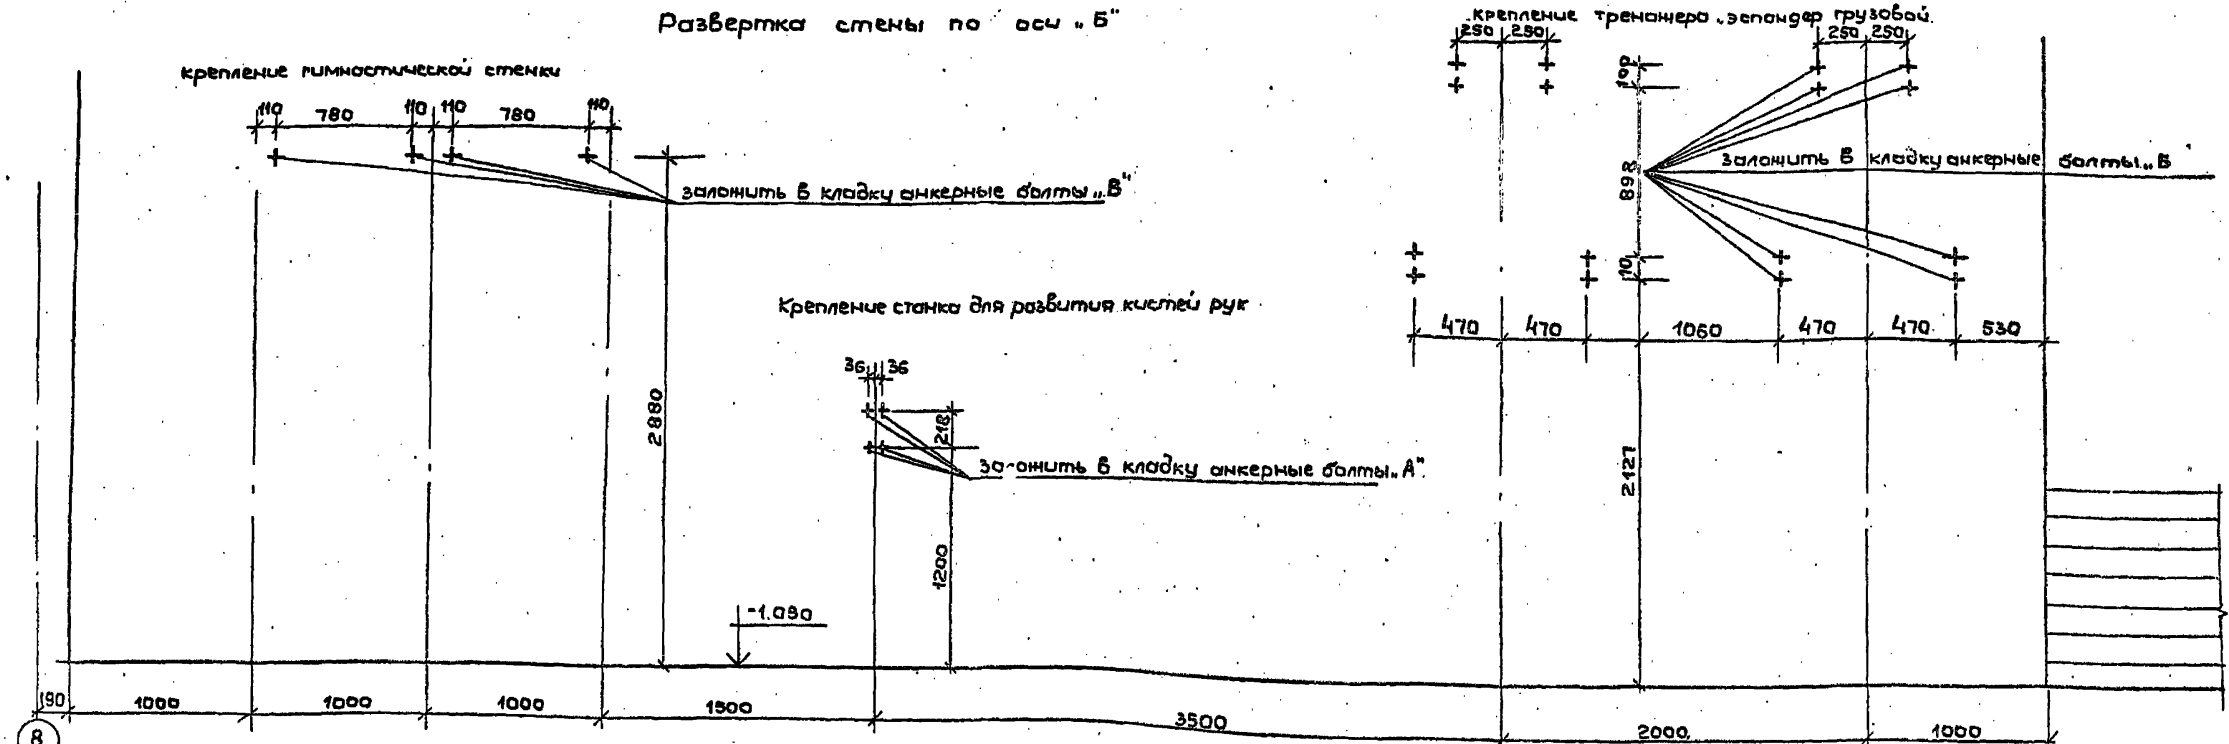 Развертка стены по оси „Б"
крепление тренажера „эспандер грузовой
250 250
250 250
крепление гимностической стенки
110 780 110 110 780 110
100
заложить в кладку анкерные болты „В"
заложить в кладку анкерные болты „Б
898
10
Крепление станка для развития кистей рук
470 470 1060 470 470 530
36 36
2880
218
заложить в кладку анкерные болты „А"
2127
1200
-1.090
190 1000 1000 1000 1500 3500 2000 1000
8